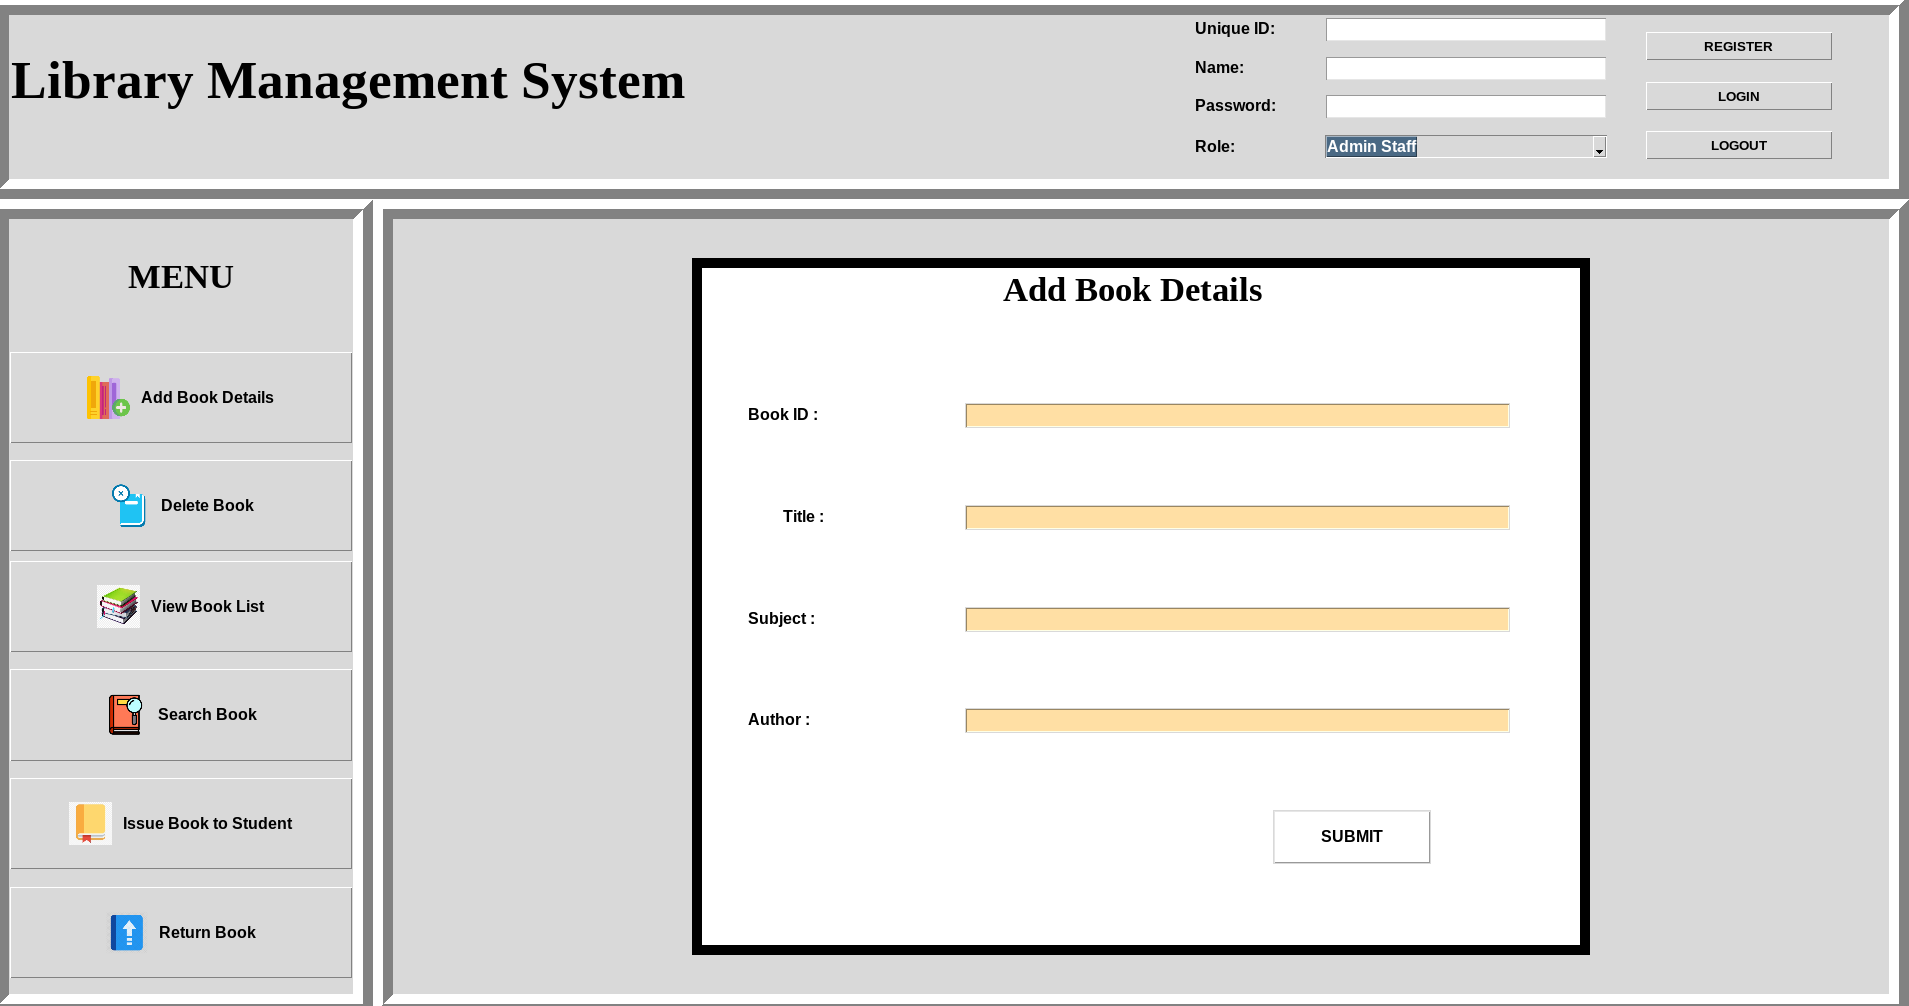 Library Management System
Unique ID:
Name:
Password:
Role:
Admin Staff
REGISTER
LOGIN
LOGOUT
MENU
Add Book Details
Delete Book
View Book List
Search Book
Issue Book to Student
Return Book
Add Book Details
Book ID :
Title :
Subject :
Author :
SUBMIT